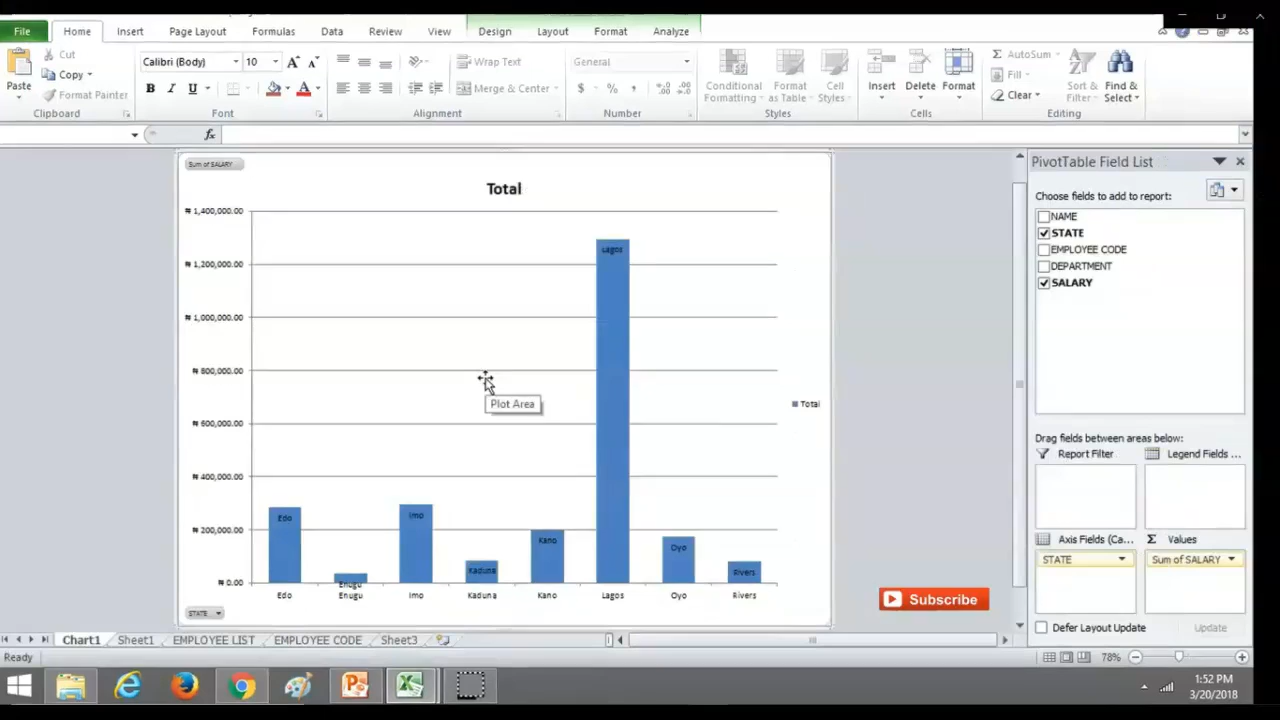 File Home Insert Page Layout Formulas Data Review View Design Layout Format Analyze
Cut
Copy
Format Painter
Paste
Clipboard
Calibri (Body) 10 A A
B I U A
Font
Wrap Text
Merge & Center
Alignment
General
$ % ,
Number
Conditional Formatting
Format as Table
Cell Styles
Styles
Insert Delete Format
Cells
Σ AutoSum
Fill
Clear
Sort & Filter
Find & Select
Editing
fx
Sum of SALARY
Total
₦ 1,400,000.00
₦ 1,200,000.00
₦ 1,000,000.00
₦ 800,000.00
₦ 600,000.00
₦ 400,000.00
₦ 200,000.00
₦ 0.00
Edo
Enugu
Imo
Kaduna
Kano
Lagos
Oyo
Rivers
Edo Enugu Imo Kaduna Kano Lagos Oyo Rivers
Plot Area
Total
STATE
PivotTable Field List
Choose fields to add to report:
NAME
STATE
EMPLOYEE CODE
DEPARTMENT
SALARY
Drag fields between areas below:
Report Filter
Legend Fields ...
Axis Fields (Ca...
Σ Values
STATE
Sum of SALARY
Defer Layout Update
Update
Subscribe
Chart1 Sheet1 EMPLOYEE LIST EMPLOYEE CODE Sheet3
Ready
78%
1:52 PM
3/20/2018